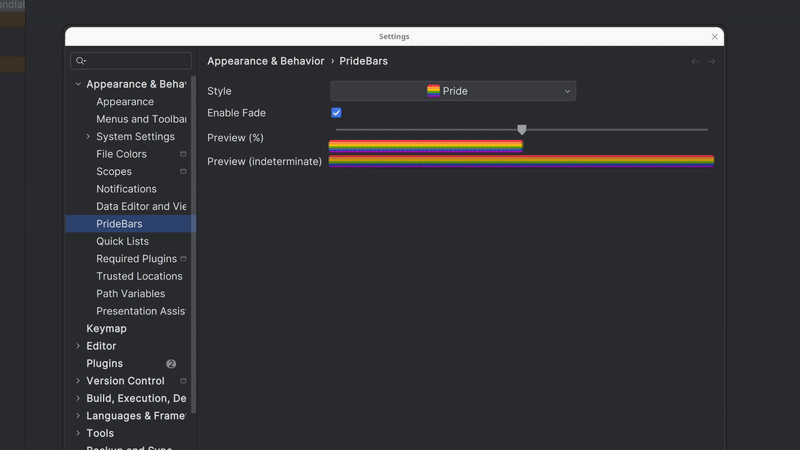 undlab
Settings
Appearance & Behav
Appearance
Menus and Toolbar
System Settings
File Colors
Scopes
Notifications
Data Editor and Vie
PrideBars
Quick Lists
Required Plugins
Trusted Locations
Path Variables
Presentation Assis
Keymap
Editor
Plugins 2
Version Control
Build, Execution, De
Languages & Frame
Tools
Backup and Sync
Appearance & Behavior › PrideBars
Style Pride
Enable Fade
Preview (%)
Preview (indeterminate)